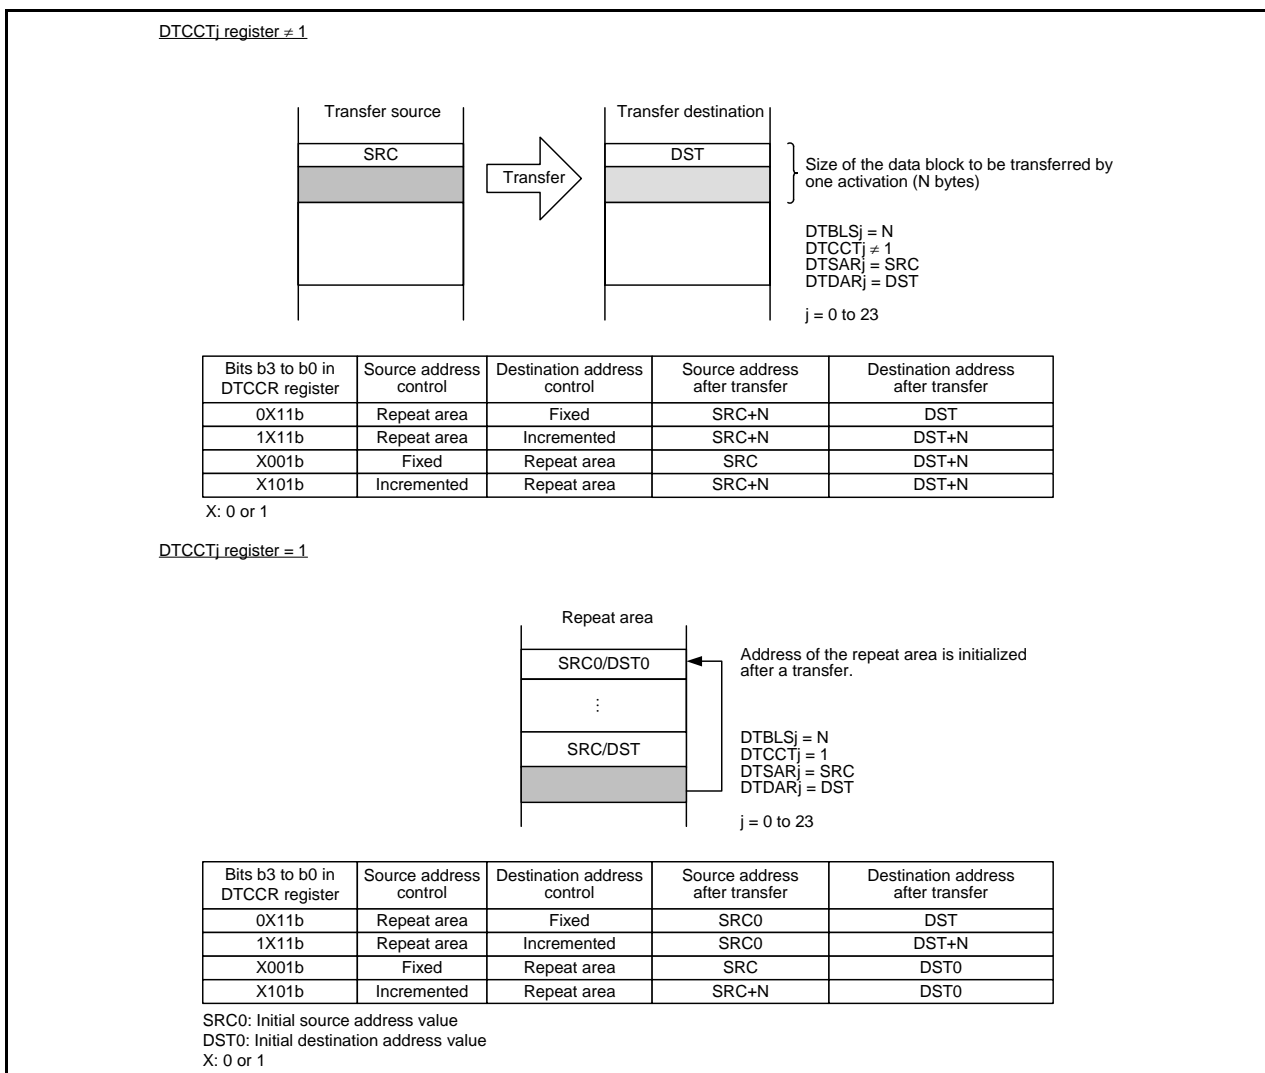 DTCCTj register ≠ 1
Transfer source
Transfer destination
SRC
DST
Transfer
Size of the data block to be transferred by
one activation (N bytes)
DTBLSj = N
DTCCTj ≠ 1
DTSARj = SRC
DTDARj = DST
j = 0 to 23
Bits b3 to b0 in DTCCR register | Source address control | Destination address control | Source address after transfer | Destination address after transfer
0X11b | Repeat area | Fixed | SRC+N | DST
1X11b | Repeat area | Incremented | SRC+N | DST+N
X001b | Fixed | Repeat area | SRC | DST+N
X101b | Incremented | Repeat area | SRC+N | DST+N
X: 0 or 1
DTCCTj register = 1
Repeat area
SRC0/DST0
⋮
SRC/DST
Address of the repeat area is initialized
after a transfer.
DTBLSj = N
DTCCTj = 1
DTSARj = SRC
DTDARj = DST
j = 0 to 23
Bits b3 to b0 in DTCCR register | Source address control | Destination address control | Source address after transfer | Destination address after transfer
0X11b | Repeat area | Fixed | SRC0 | DST
1X11b | Repeat area | Incremented | SRC0 | DST+N
X001b | Fixed | Repeat area | SRC | DST0
X101b | Incremented | Repeat area | SRC+N | DST0
SRC0: Initial source address value
DST0: Initial destination address value
X: 0 or 1